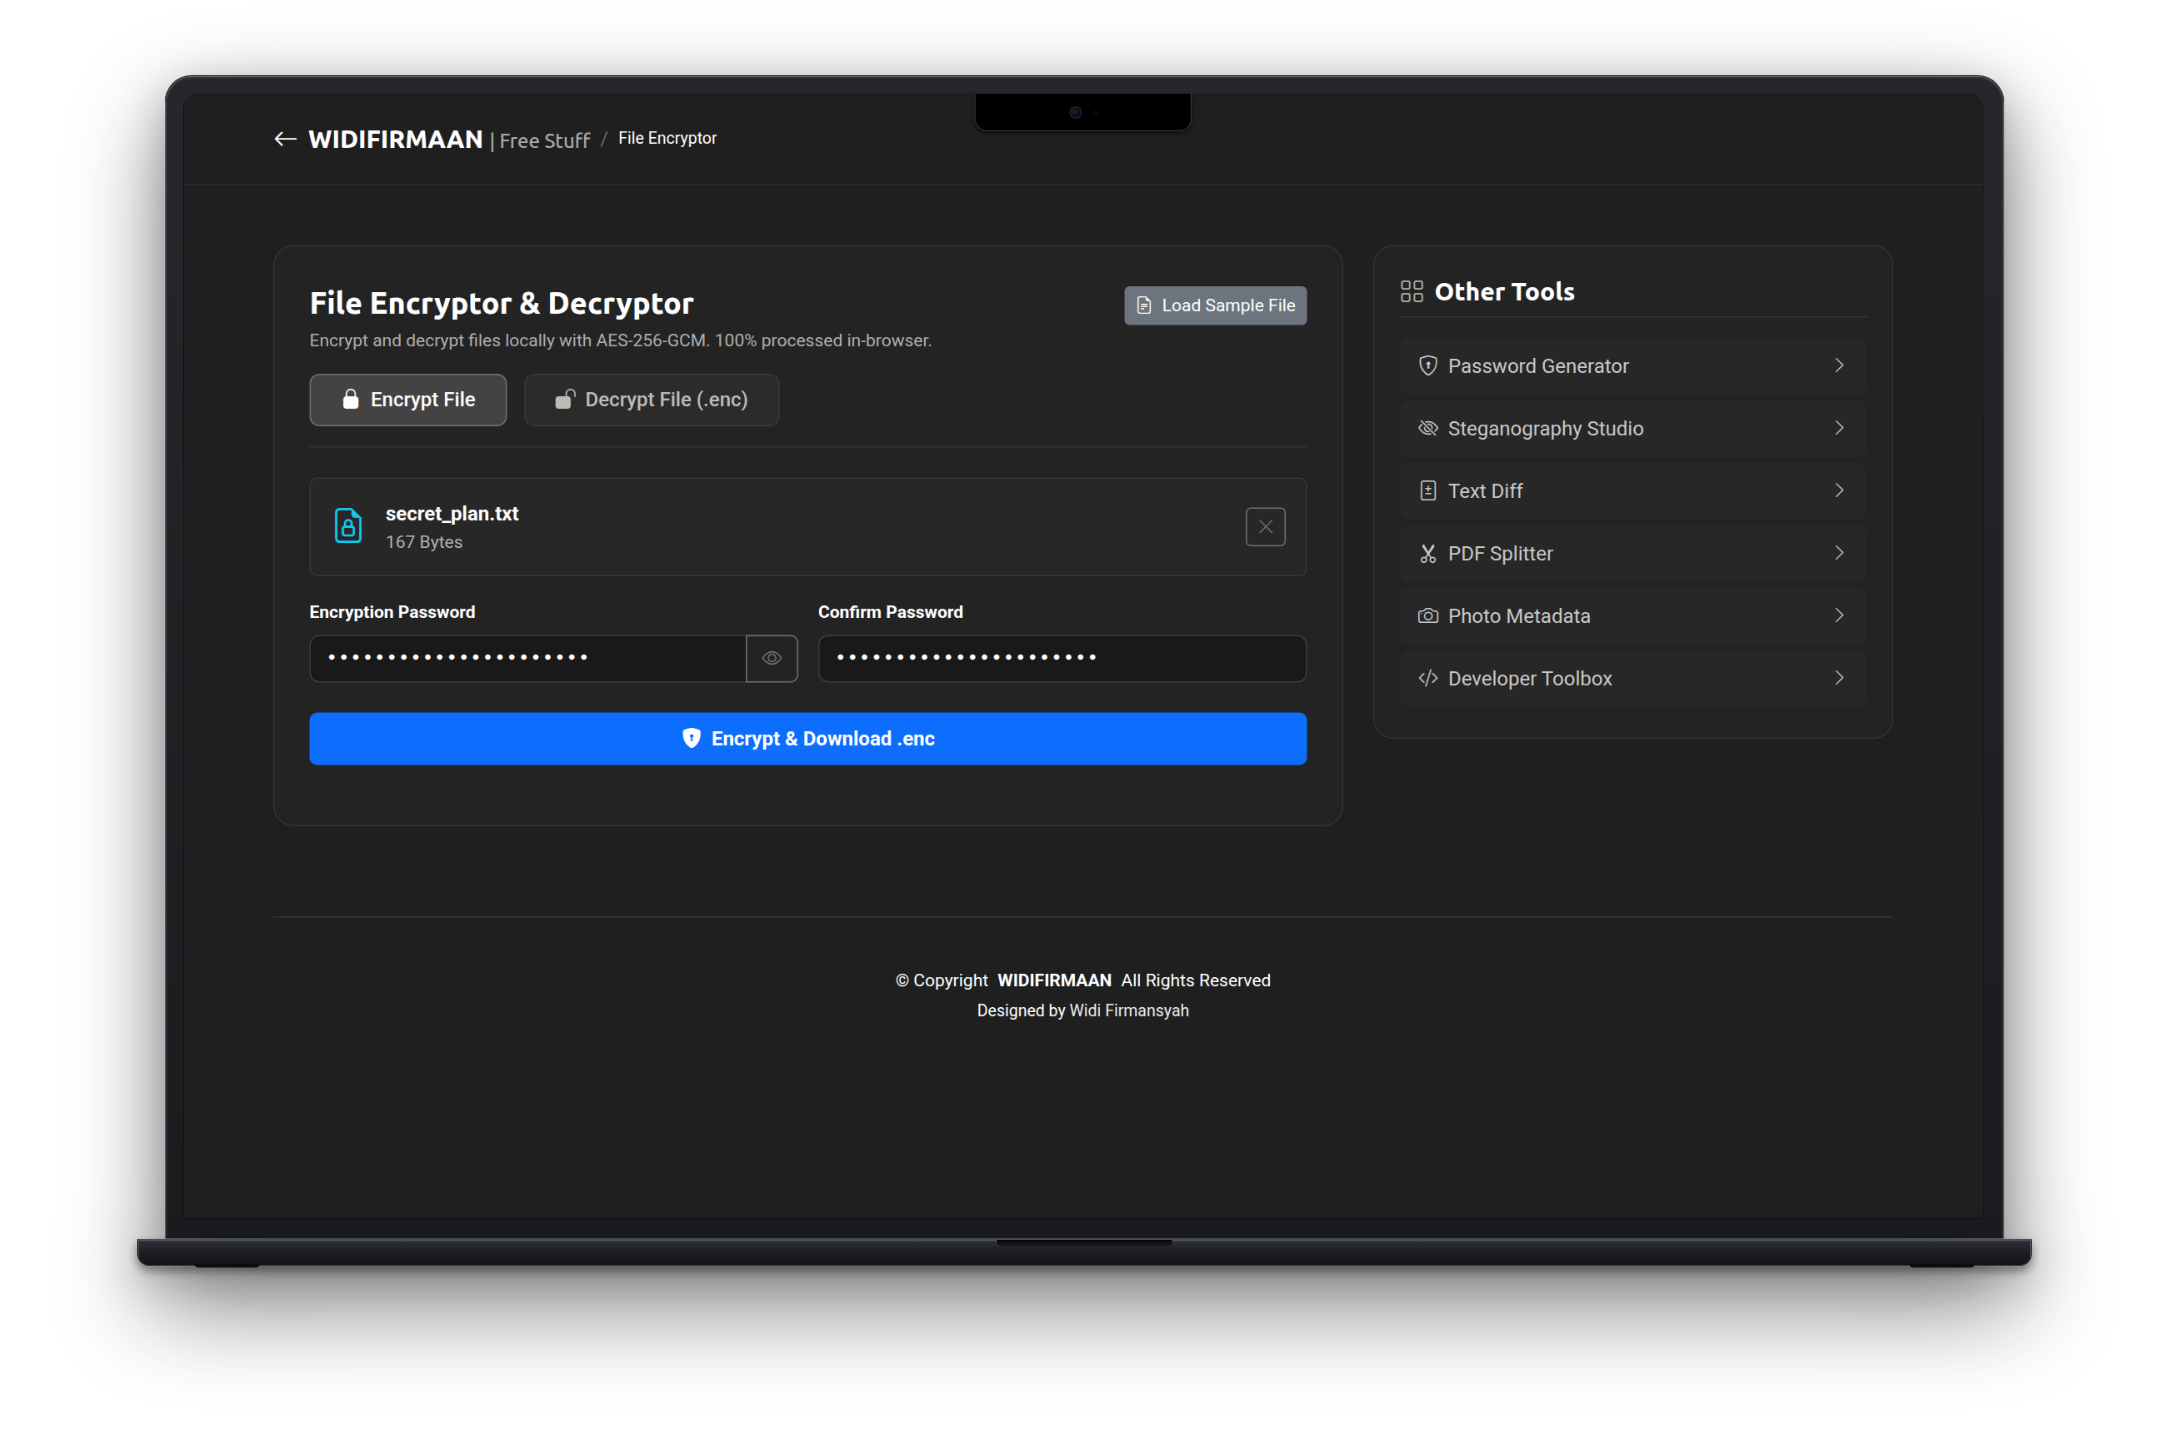 WIDIFIRMAAN | Free Stuff / File Encryptor
File Encryptor & Decryptor
Load Sample File
Encrypt and decrypt files locally with AES-256-GCM. 100% processed in-browser.
Encrypt File
Decrypt File (.enc)
secret_plan.txt
167 Bytes
Encryption Password
Confirm Password
••••••••••••••••••••••
••••••••••••••••••••••
Encrypt & Download .enc
Other Tools
Password Generator
Steganography Studio
Text Diff
PDF Splitter
Photo Metadata
Developer Toolbox
© Copyright WIDIFIRMAAN All Rights Reserved
Designed by Widi Firmansyah